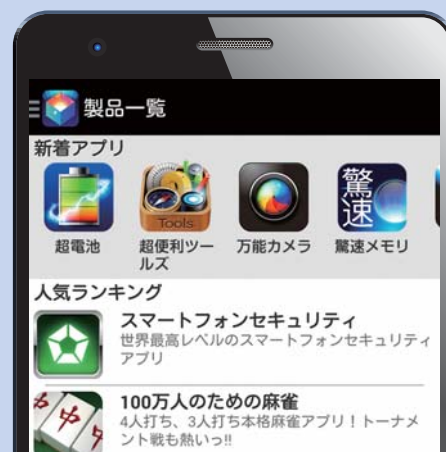 製品一覧
新着アプリ
Tools
驚速
超電池
超便利ツールズ
万能カメラ
驚速メモリ
人気ランキング
スマートフォンセキュリティ
世界最高レベルのスマートフォンセキュリティ
アプリ
中中
100万人のための麻雀
4人打ち、3人打ち本格麻雀アプリ！トーナメ
ント戦も熱いっ!!